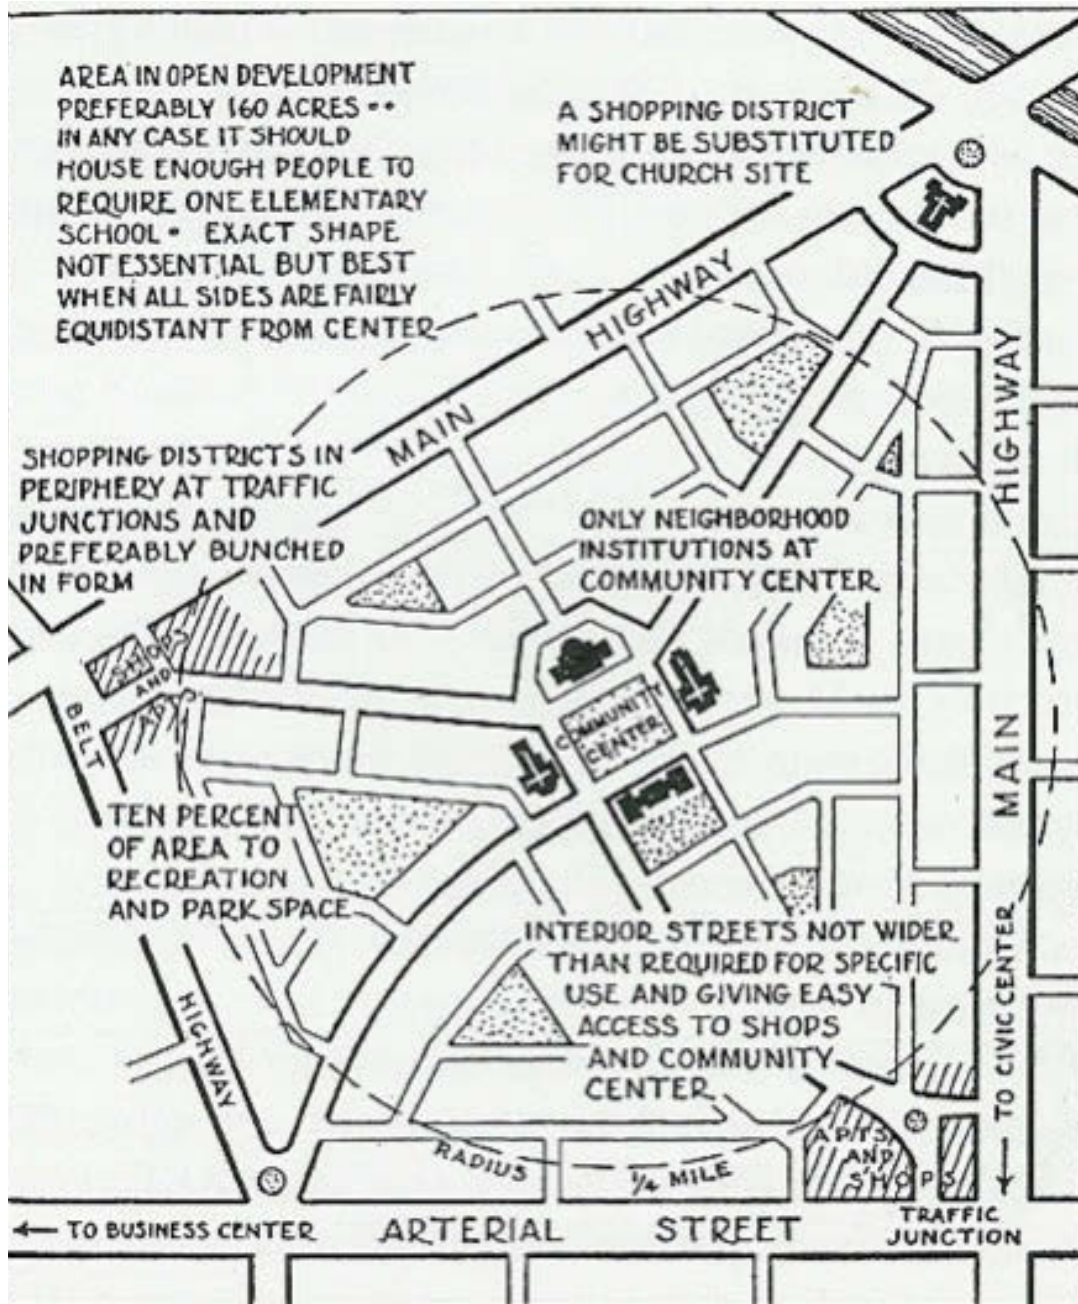 AREA IN OPEN DEVELOPMENT
PREFERABLY 160 ACRES --
IN ANY CASE IT SHOULD
HOUSE ENOUGH PEOPLE TO
REQUIRE ONE ELEMENTARY
SCHOOL - EXACT SHAPE
NOT ESSENTIAL BUT BEST
WHEN ALL SIDES ARE FAIRLY
EQUIDISTANT FROM CENTER
A SHOPPING DISTRICT
MIGHT BE SUBSTITUTED
FOR CHURCH SITE
MAIN HIGHWAY
HIGHWAY
MAIN
SHOPPING DISTRICTS IN
PERIPHERY AT TRAFFIC
JUNCTIONS AND
PREFERABLY BUNCHED
IN FORM
ONLY NEIGHBORHOOD
INSTITUTIONS AT
COMMUNITY CENTER
SHOPS
AND
APTS.
COMMUNITY
CENTER
BELT
HIGHWAY
TEN PERCENT
OF AREA TO
RECREATION
AND PARK SPACE
INTERIOR STREETS NOT WIDER
THAN REQUIRED FOR SPECIFIC
USE AND GIVING EASY
ACCESS TO SHOPS
AND COMMUNITY
CENTER
TO CIVIC CENTER
APTS.
AND
SHOPS
RADIUS 1/4 MILE
TRAFFIC
JUNCTION
← TO BUSINESS CENTER
ARTERIAL STREET